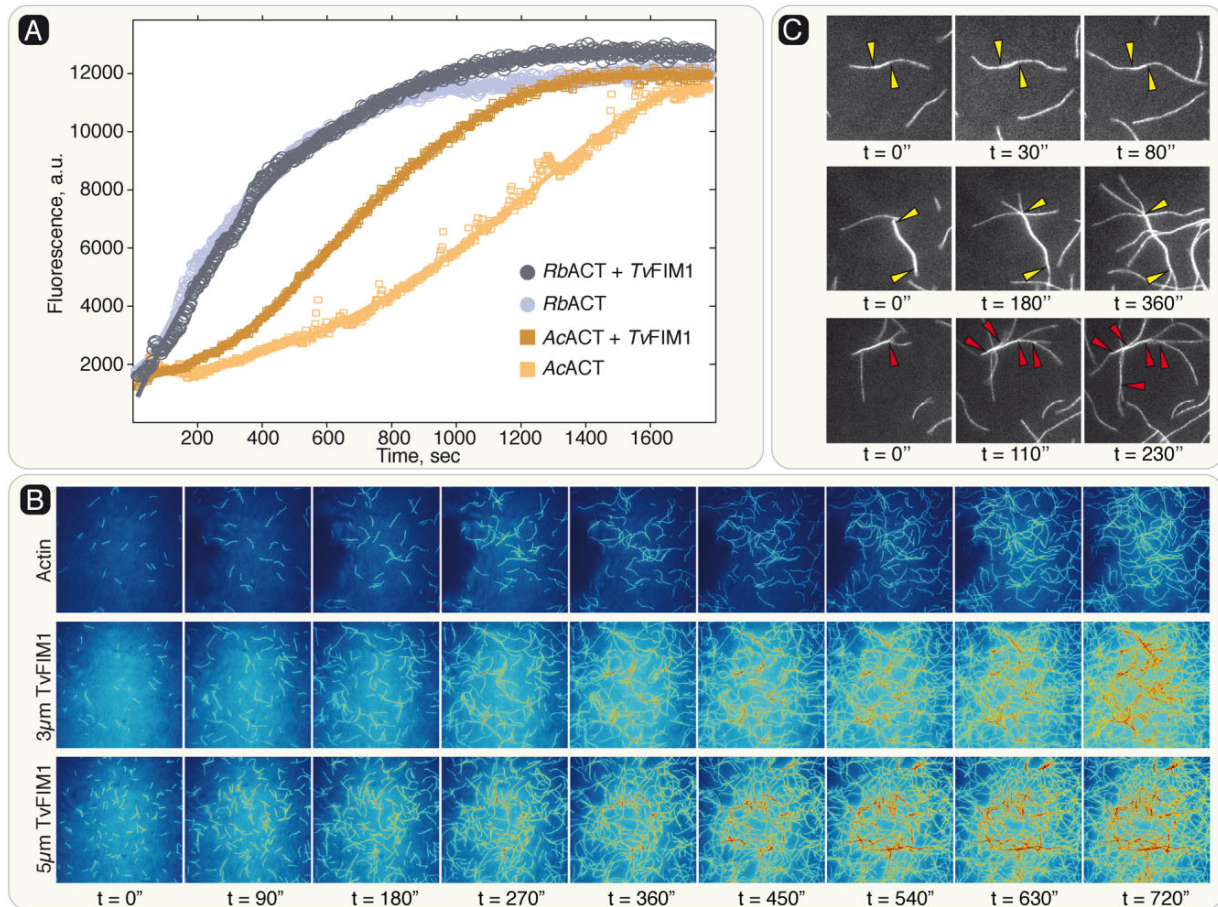 A
Fluorescence, a.u.
12000
10000
8000
6000
4000
2000
200 400 600 800 1000 1200 1400 1600
Time, sec
RbACT + TvFIM1
RbACT
AcACT + TvFIM1
AcACT
C
t = 0” t = 30” t = 80”
t = 0” t = 180” t = 360”
t = 0” t = 110” t = 230”
B
Actin
3μm TvFIM1
5μm TvFIM1
t = 0” t = 90” t = 180” t = 270” t = 360” t = 450” t = 540” t = 630” t = 720”